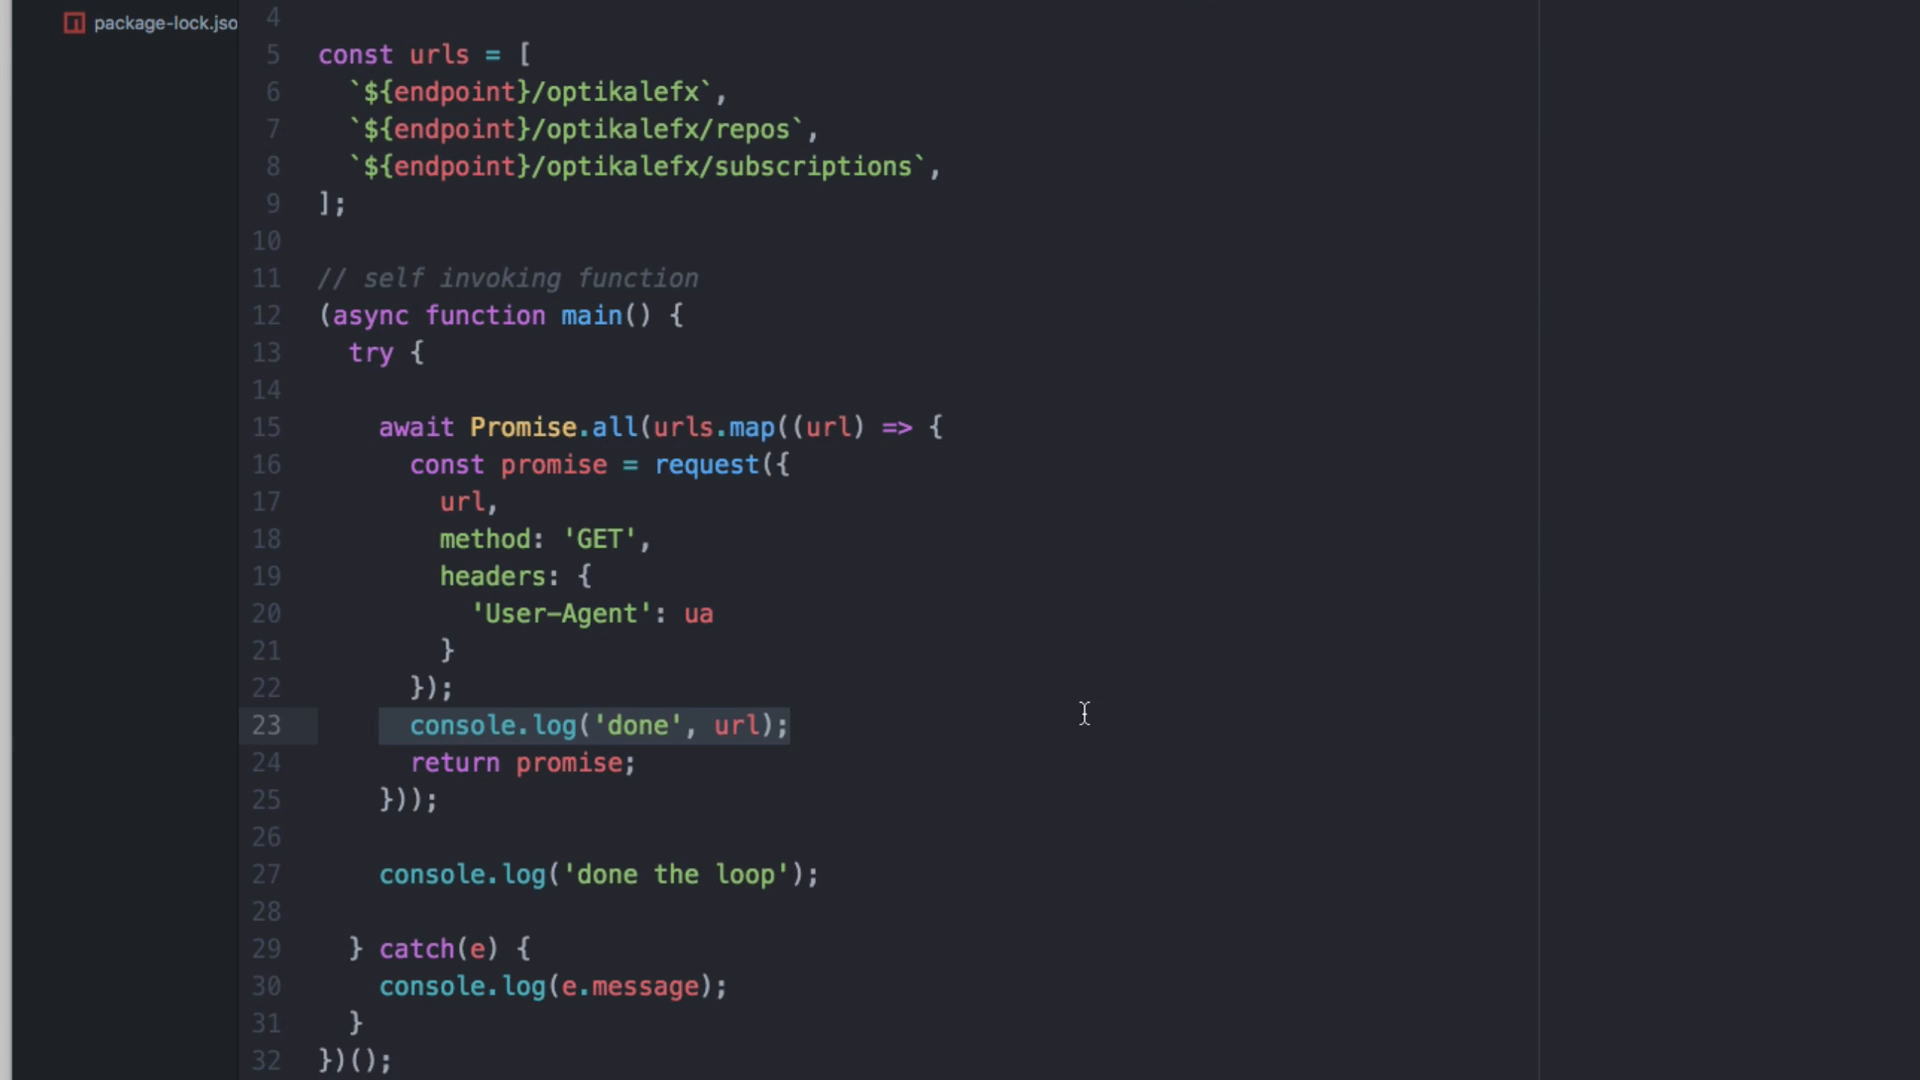 package-lock.jso
4
5 const urls = [
6 `${endpoint}/optikalefx`,
7 `${endpoint}/optikalefx/repos`,
8 `${endpoint}/optikalefx/subscriptions`,
9 ];
10
11 // self invoking function
12 (async function main() {
13 try {
14
15 await Promise.all(urls.map((url) => {
16 const promise = request({
17 url,
18 method: 'GET',
19 headers: {
20 'User-Agent': ua
21 }
22 });
23 console.log('done', url);
24 return promise;
25 }));
26
27 console.log('done the loop');
28
29 } catch(e) {
30 console.log(e.message);
31 }
32 })();